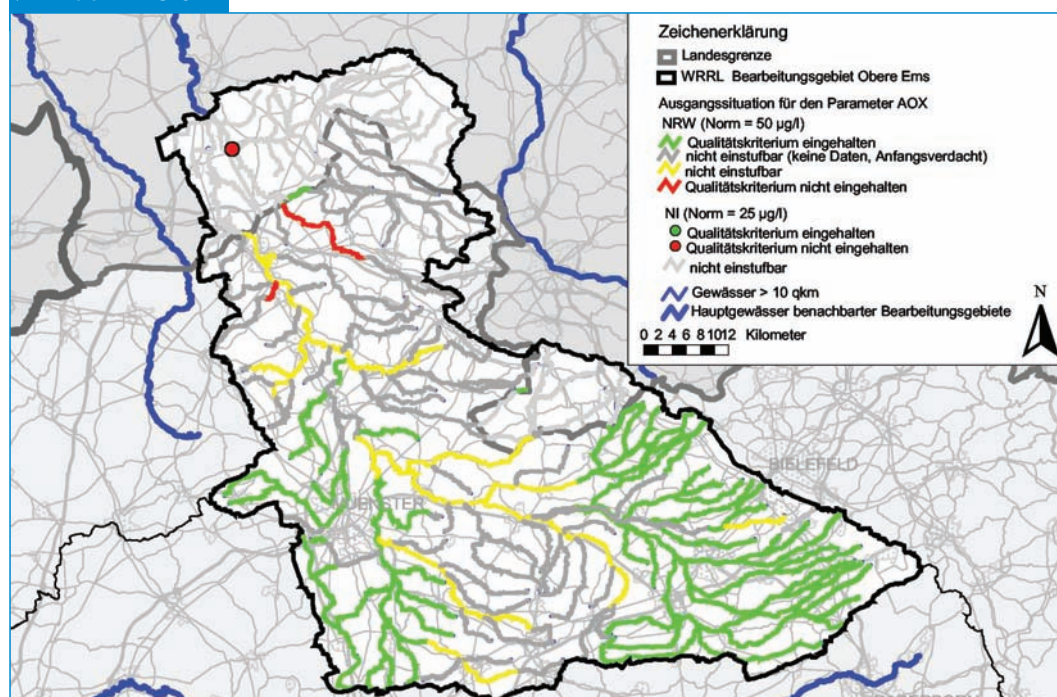 Zeichenerklärung
Landesgrenze
WRRL Bearbeitungsgebiet Obere Ems
Ausgangssituation für den Parameter AOX
NRW (Norm = 50 µg/l)
Qualitätskriterium eingehalten
nicht einstufbar (keine Daten, Anfangsverdacht)
nicht einstufbar
Qualitätskriterium nicht eingehalten
NI (Norm = 25 µg/l)
Qualitätskriterium eingehalten
Qualitätskriterium nicht eingehalten
nicht einstufbar
Gewässer > 10 qkm
Hauptgewässer benachbarter Bearbeitungsgebiete
N
0 2 4 6 8 1012 Kilometer
BIELEFELD